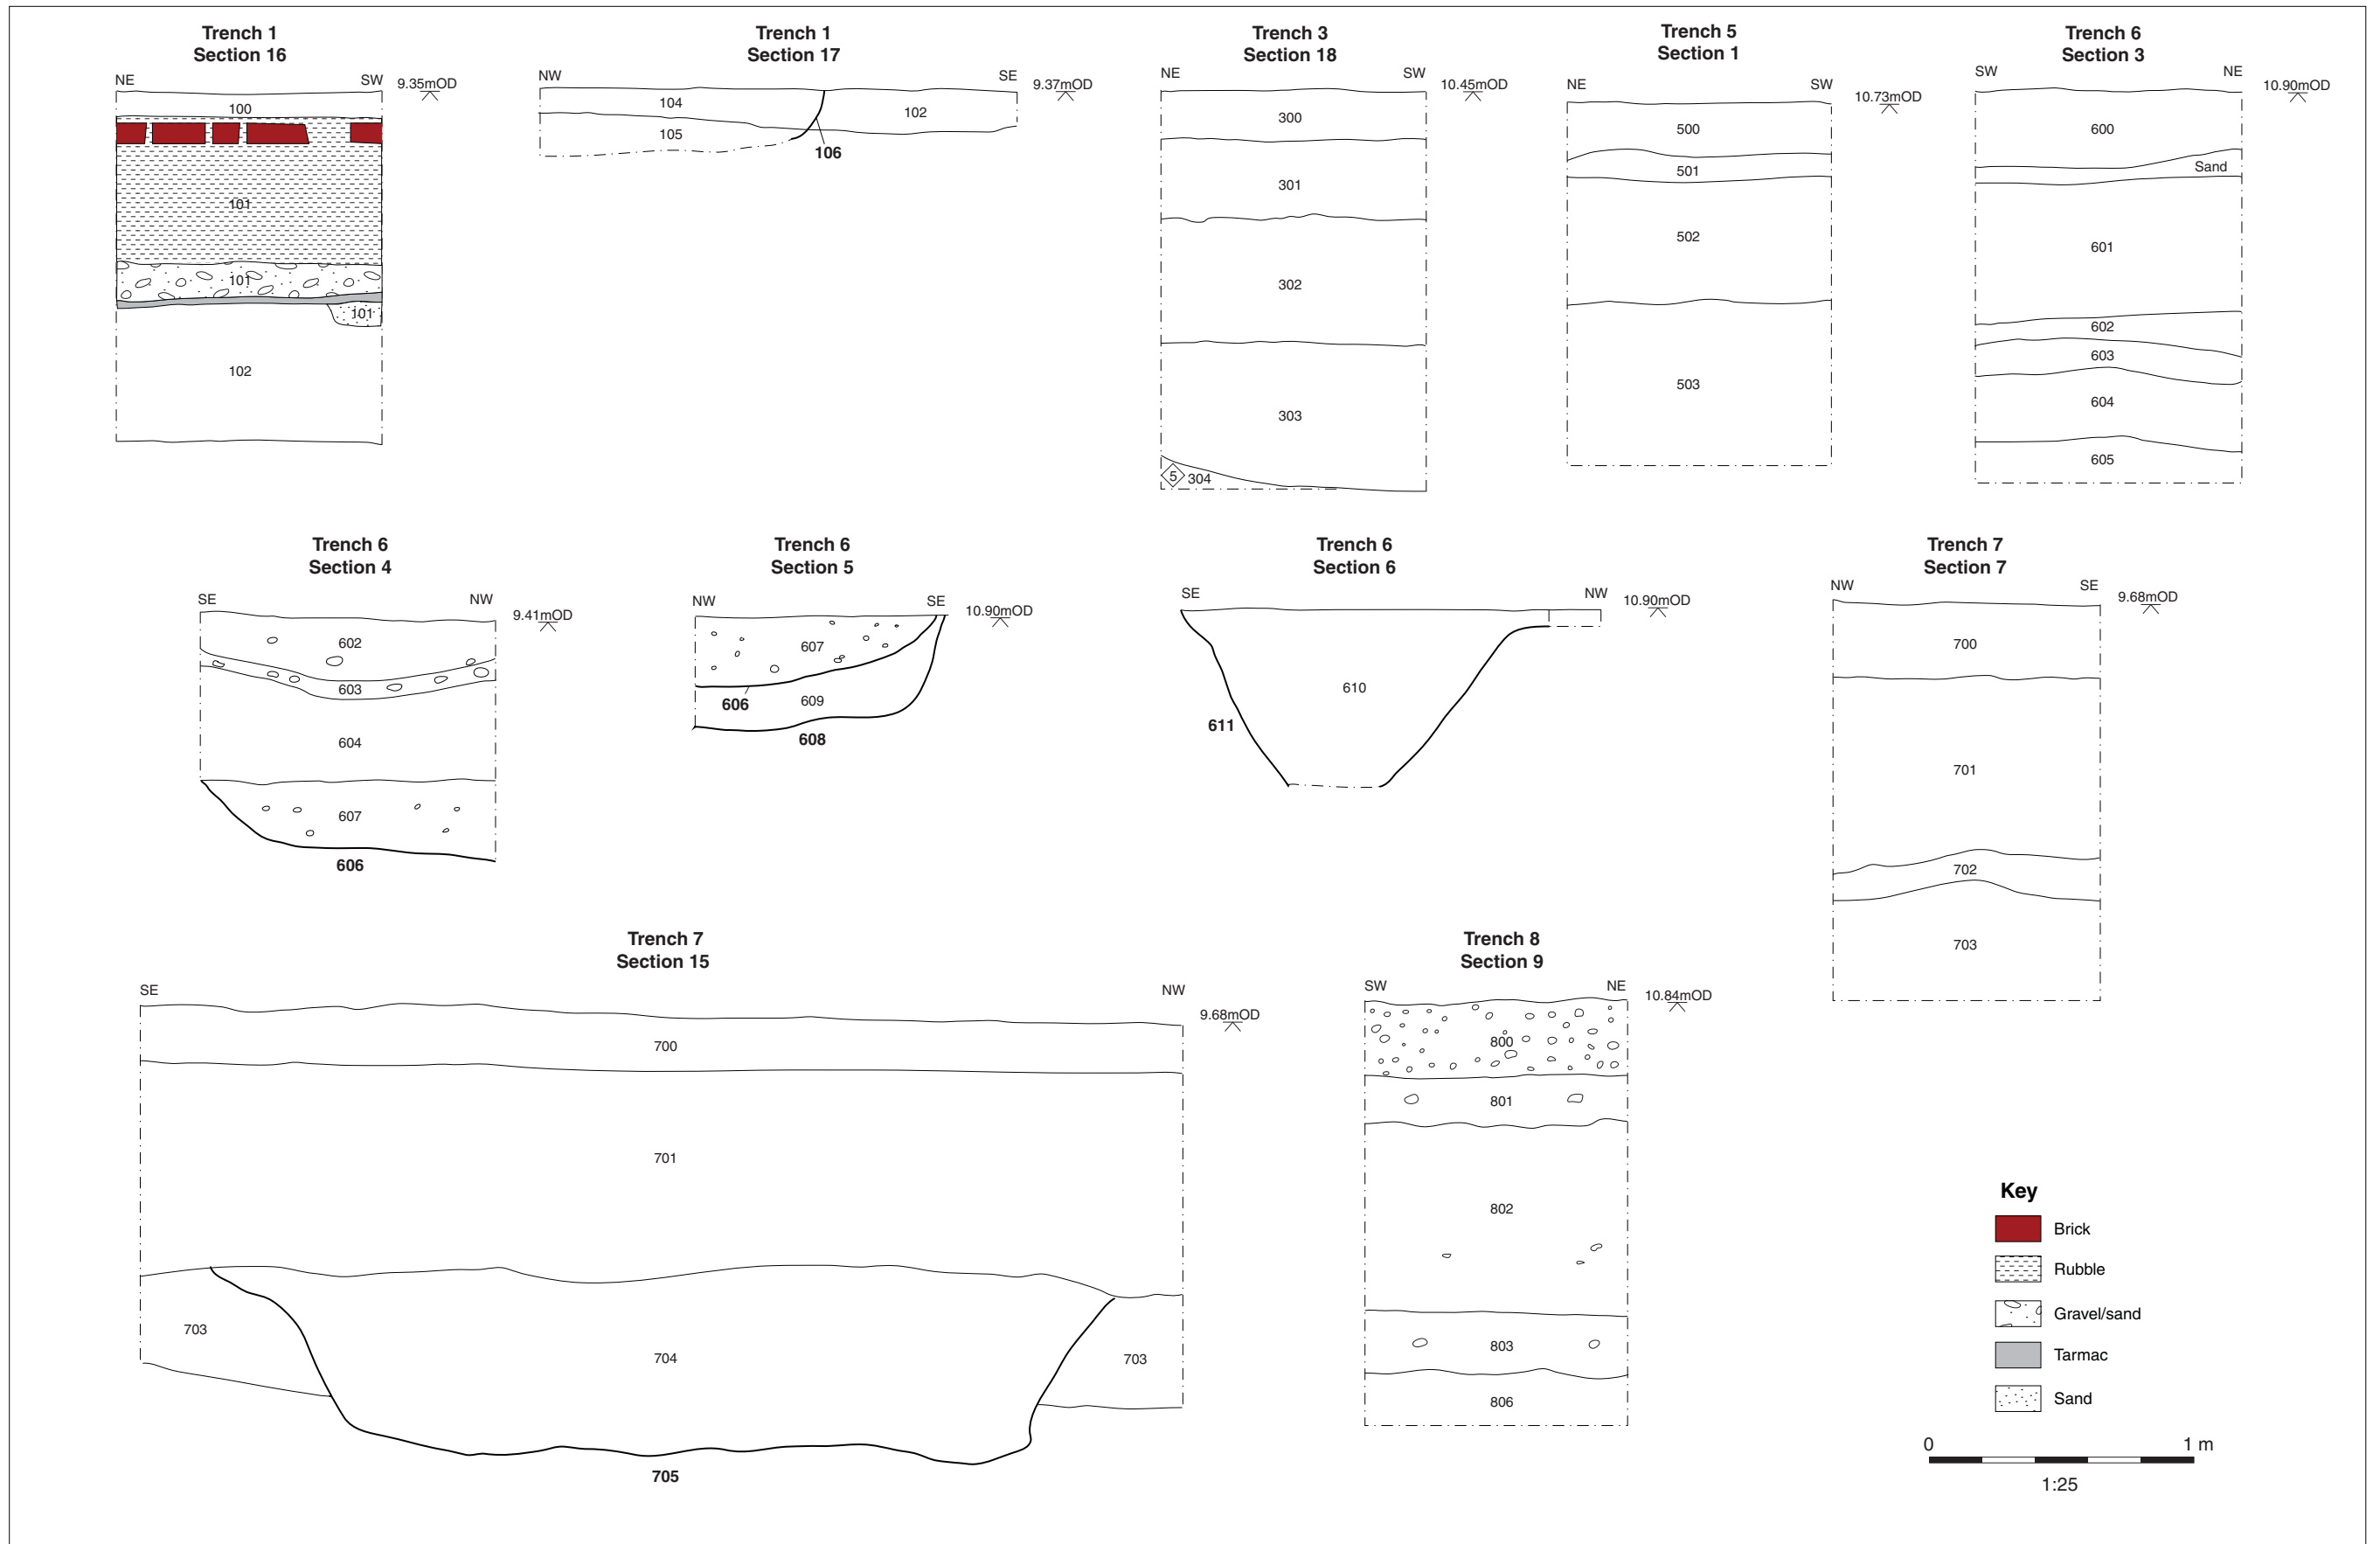 Trench 1
Section 16
NE SW 9.35mOD
100
101
101
101
102
Trench 1
Section 17
NW SE 9.37mOD
104
102
105
106
Trench 3
Section 18
NE SW 10.45mOD
300
301
302
303
5 304
Trench 5
Section 1
NE SW 10.73mOD
500
501
502
503
Trench 6
Section 3
SW NE 10.90mOD
600
Sand
601
602
603
604
605
Trench 6
Section 4
SE NW 9.41mOD
602
603
604
607
606
Trench 6
Section 5
NW SE 10.90mOD
607
606
609
608
Trench 6
Section 6
SE NW 10.90mOD
610
611
Trench 7
Section 7
NW SE 9.68mOD
700
701
702
703
Trench 7
Section 15
SE NW 9.68mOD
700
701
703
704
703
705
Trench 8
Section 9
SW NE 10.84mOD
800
801
802
803
806
Key
Brick
Rubble
Gravel/sand
Tarmac
Sand
0 1 m
1:25